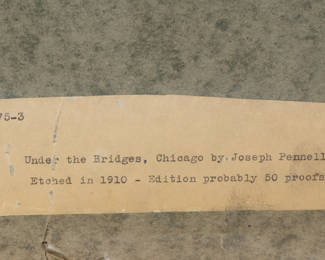 75-3
Under the Bridges, Chicago by Joseph Pennell
Etched in 1910 - Edition probably 50 proofs